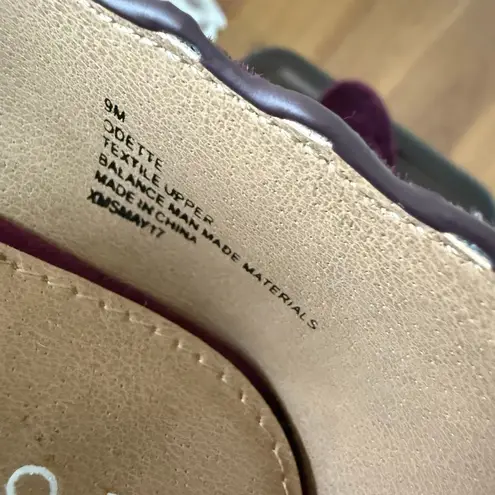 9M
ODETTE
TEXTILE UPPER
BALANCE MAN MADE MATERIALS
MADE IN CHINA
XMSMAY17